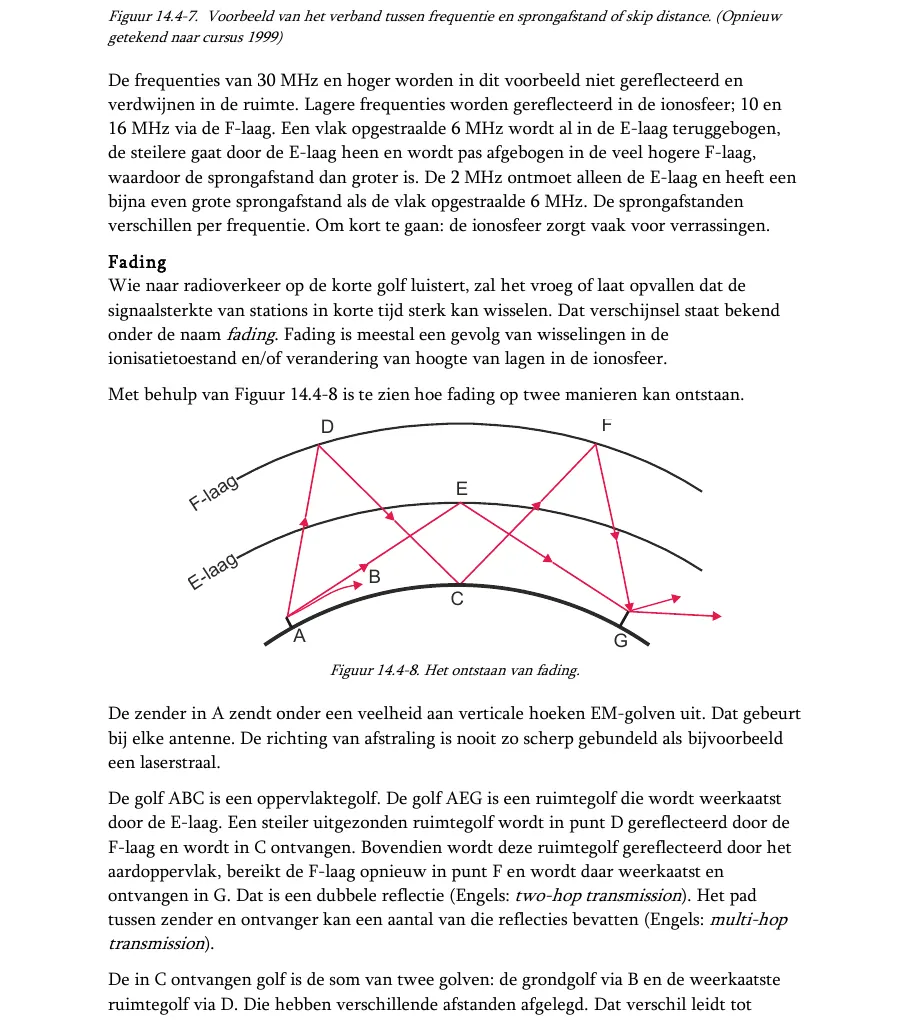 Figuur 14.4-7. Voorbeeld van het verband tussen frequentie en sprongafstand of skip distance. (Opnieuw
getekend naar cursus 1999)
De frequenties van 30 MHz en hoger worden in dit voorbeeld niet gereflecteerd en
verdwijnen in de ruimte. Lagere frequenties worden gereflecteerd in de ionosfeer; 10 en
16 MHz via de F-laag. Een vlak opgestraalde 6 MHz wordt al in de E-laag teruggebogen,
de steilere gaat door de E-laag heen en wordt pas afgebogen in de veel hogere F-laag,
waardoor de sprongafstand dan groter is. De 2 MHz ontmoet alleen de E-laag en heeft een
bijna even grote sprongafstand als de vlak opgestraalde 6 MHz. De sprongafstanden
verschillen per frequentie. Om kort te gaan: de ionosfeer zorgt vaak voor verrassingen.
Fading
Wie naar radioverkeer op de korte golf luistert, zal het vroeg of laat opvallen dat de
signaalsterkte van stations in korte tijd sterk kan wisselen. Dat verschijnsel staat bekend
onder de naam fading. Fading is meestal een gevolg van wisselingen in de
ionisatietoestand en/of verandering van hoogte van lagen in de ionosfeer.
Met behulp van Figuur 14.4-8 is te zien hoe fading op twee manieren kan ontstaan.
D
F
F-laag
E
E-laag
B
C
A
G
Figuur 14.4-8. Het ontstaan van fading.
De zender in A zendt onder een veelheid aan verticale hoeken EM-golven uit. Dat gebeurt
bij elke antenne. De richting van afstraling is nooit zo scherp gebundeld als bijvoorbeeld
een laserstraal.
De golf ABC is een oppervlaktegolf. De golf AEG is een ruimtegolf die wordt weerkaatst
door de E-laag. Een steiler uitgezonden ruimtegolf wordt in punt D gereflecteerd door de
F-laag en wordt in C ontvangen. Bovendien wordt deze ruimtegolf gereflecteerd door het
aardoppervlak, bereikt de F-laag opnieuw in punt F en wordt daar weerkaatst en
ontvangen in G. Dat is een dubbele reflectie (Engels: two-hop transmission). Het pad
tussen zender en ontvanger kan een aantal van die reflecties bevatten (Engels: multi-hop
transmission).
De in C ontvangen golf is de som van twee golven: de grondgolf via B en de weerkaatste
ruimtegolf via D. Die hebben verschillende afstanden afgelegd. Dat verschil leidt tot